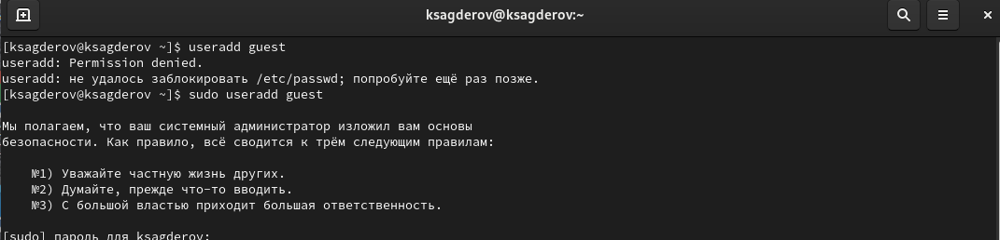 ksagderov@ksagderov:~
[ksagderov@ksagderov ~]$ useradd guest
useradd: Permission denied.
useradd: не удалось заблокировать /etc/passwd; попробуйте ещё раз позже.
[ksagderov@ksagderov ~]$ sudo useradd guest
Мы полагаем, что ваш системный администратор изложил вам основы
безопасности. Как правило, всё сводится к трём следующим правилам:
№1) Уважайте частную жизнь других.
№2) Думайте, прежде что-то вводить.
№3) С большой властью приходит большая ответственность.
[sudo] пароль для ksagderov: